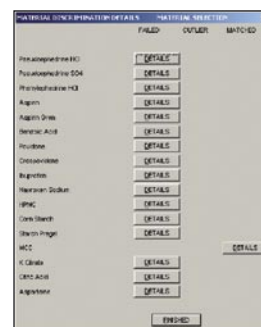 MATERIAL DISCRIMINATION DETAILS MATERIAL SELECTION
FAILED OUTLIER MATCHED
Pseudoephedrine HCl DETAILS
Pseudoephedrine SO4 DETAILS
Phenylephedrine HCl DETAILS
Aspirin DETAILS
Aspirin Gran. DETAILS
Benzoic Acid DETAILS
Povidone DETAILS
Crospovidone DETAILS
Ibuprofen DETAILS
Naproxen Sodium DETAILS
HPMC DETAILS
Corn Starch DETAILS
Starch Pregel DETAILS
MCC DETAILS
K Citrate DETAILS
Citric Acid DETAILS
Aspartame DETAILS
FINISHED